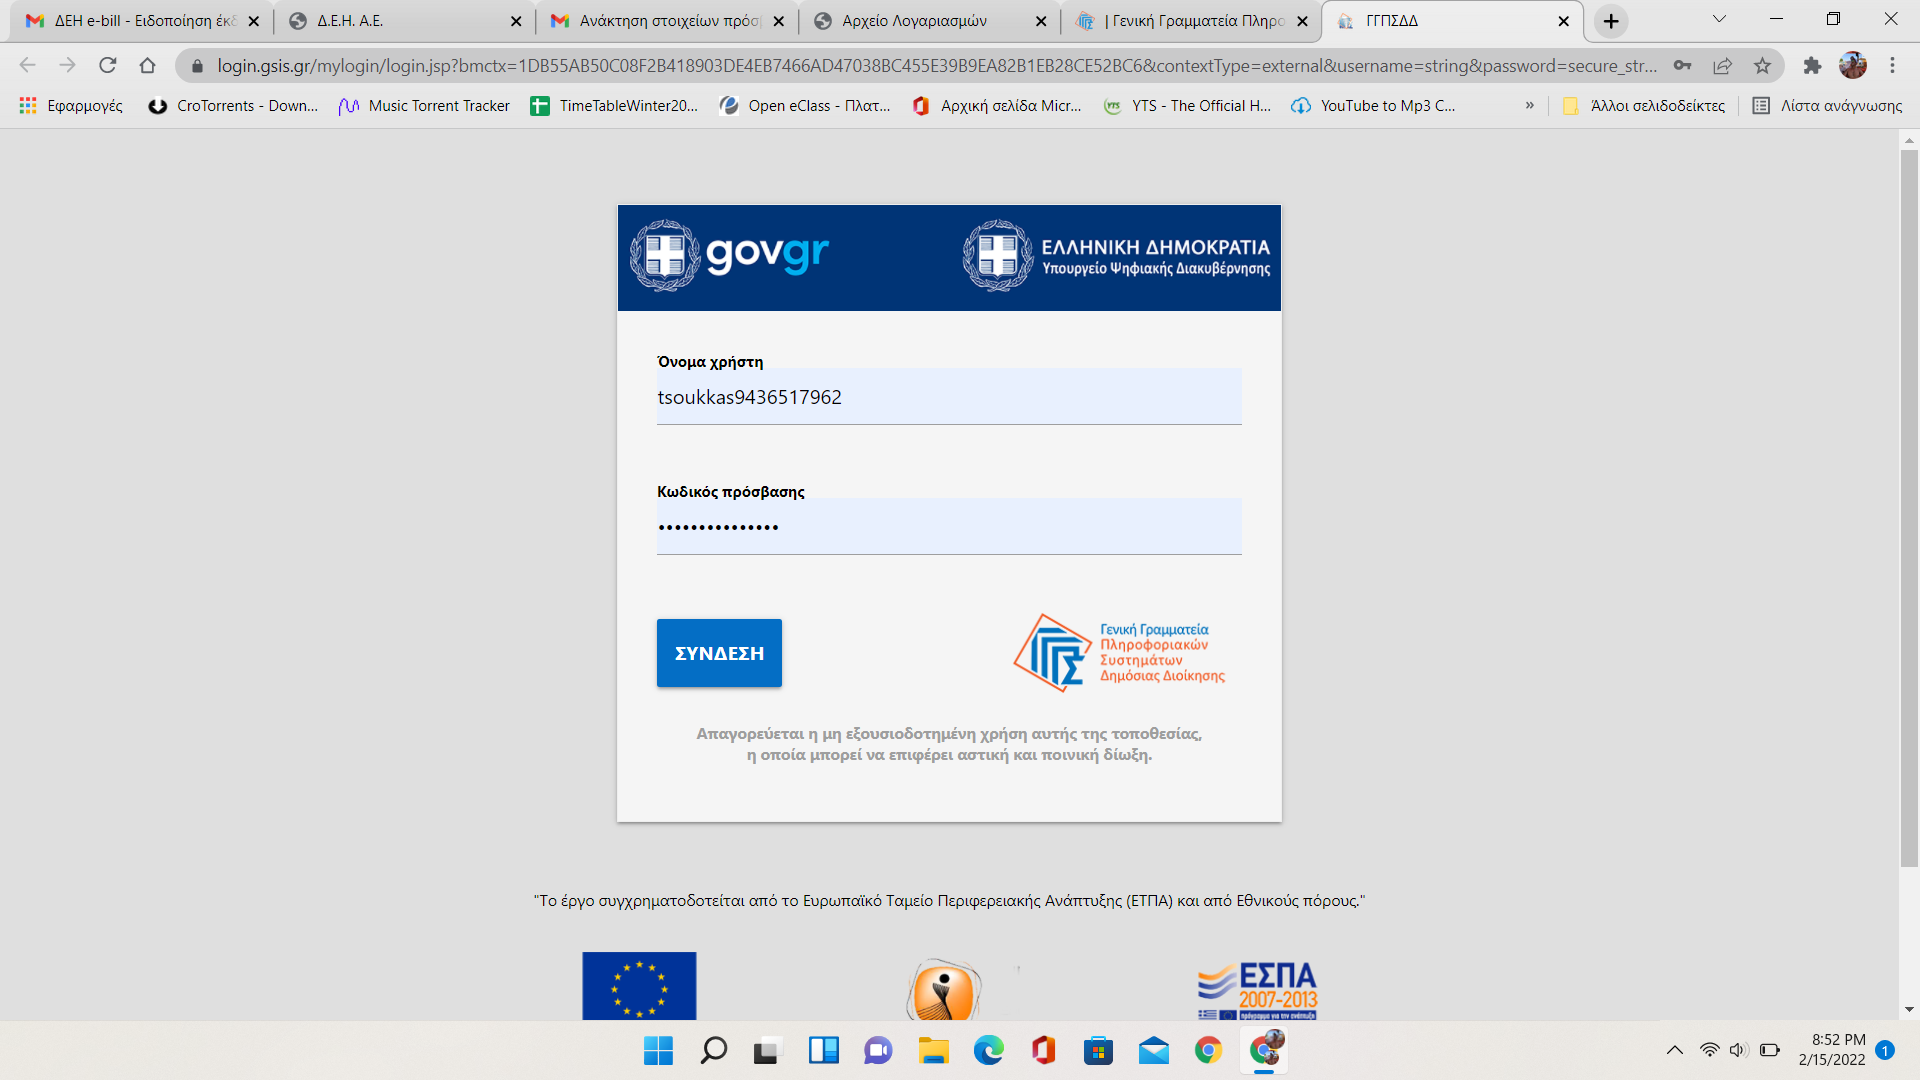 ΔΕΗ e-bill - Ειδοποίηση έκδ
Δ.Ε.Η. Α.Ε.
Ανάκτηση στοιχείων πρόσ
Αρχείο Λογαριασμών
| Γενική Γραμματεία Πληρο
ΓΓΠΣΔΔ
login.gsis.gr/mylogin/login.jsp?bmctx=1DB55AB50C08F2B418903DE4EB7466AD47038BC455E39B9EA82B1EB28CE52BC6&contextType=external&username=string&password=secure_str...
Εφαρμογές
CroTorrents - Down...
Music Torrent Tracker
TimeTableWinter20...
Open eClass - Πλατ...
Αρχική σελίδα Micr...
YTS - The Official H...
YouTube to Mp3 C...
»
Άλλοι σελιδοδείκτες
Λίστα ανάγνωσης
govgr
ΕΛΛΗΝΙΚΗ ΔΗΜΟΚΡΑΤΙΑ
Υπουργείο Ψηφιακής Διακυβέρνησης
Όνομα χρήστη
tsoukkas9436517962
Κωδικός πρόσβασης
•••••••••••••••
ΣΥΝΔΕΣΗ
Γενική Γραμματεία
Πληροφοριακών
Συστημάτων
Δημόσιας Διοίκησης
Απαγορεύεται η μη εξουσιοδοτημένη χρήση αυτής της τοποθεσίας,
η οποία μπορεί να επιφέρει αστική και ποινική δίωξη.
"Το έργο συγχρηματοδοτείται από το Ευρωπαϊκό Ταμείο Περιφερειακής Ανάπτυξης (ΕΤΠΑ) και από Εθνικούς πόρους."
ΕΣΠΑ
2007-2013
πρόγραμμα για την ανάπτυξη
8:52 PM
2/15/2022
1